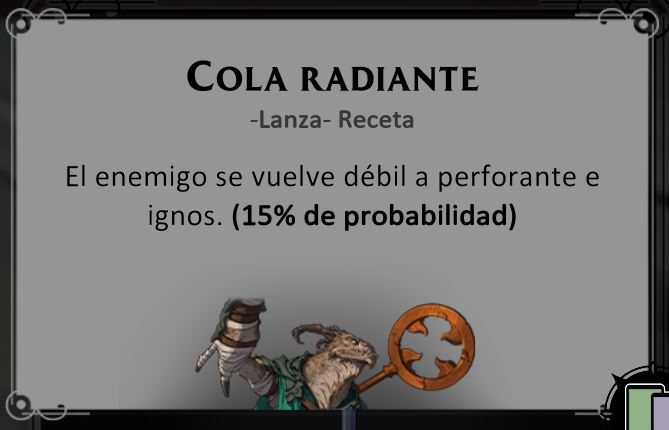 Cola radiante
-Lanza- Receta
El enemigo se vuelve débil a perforante e
ignos. (15% de probabilidad)